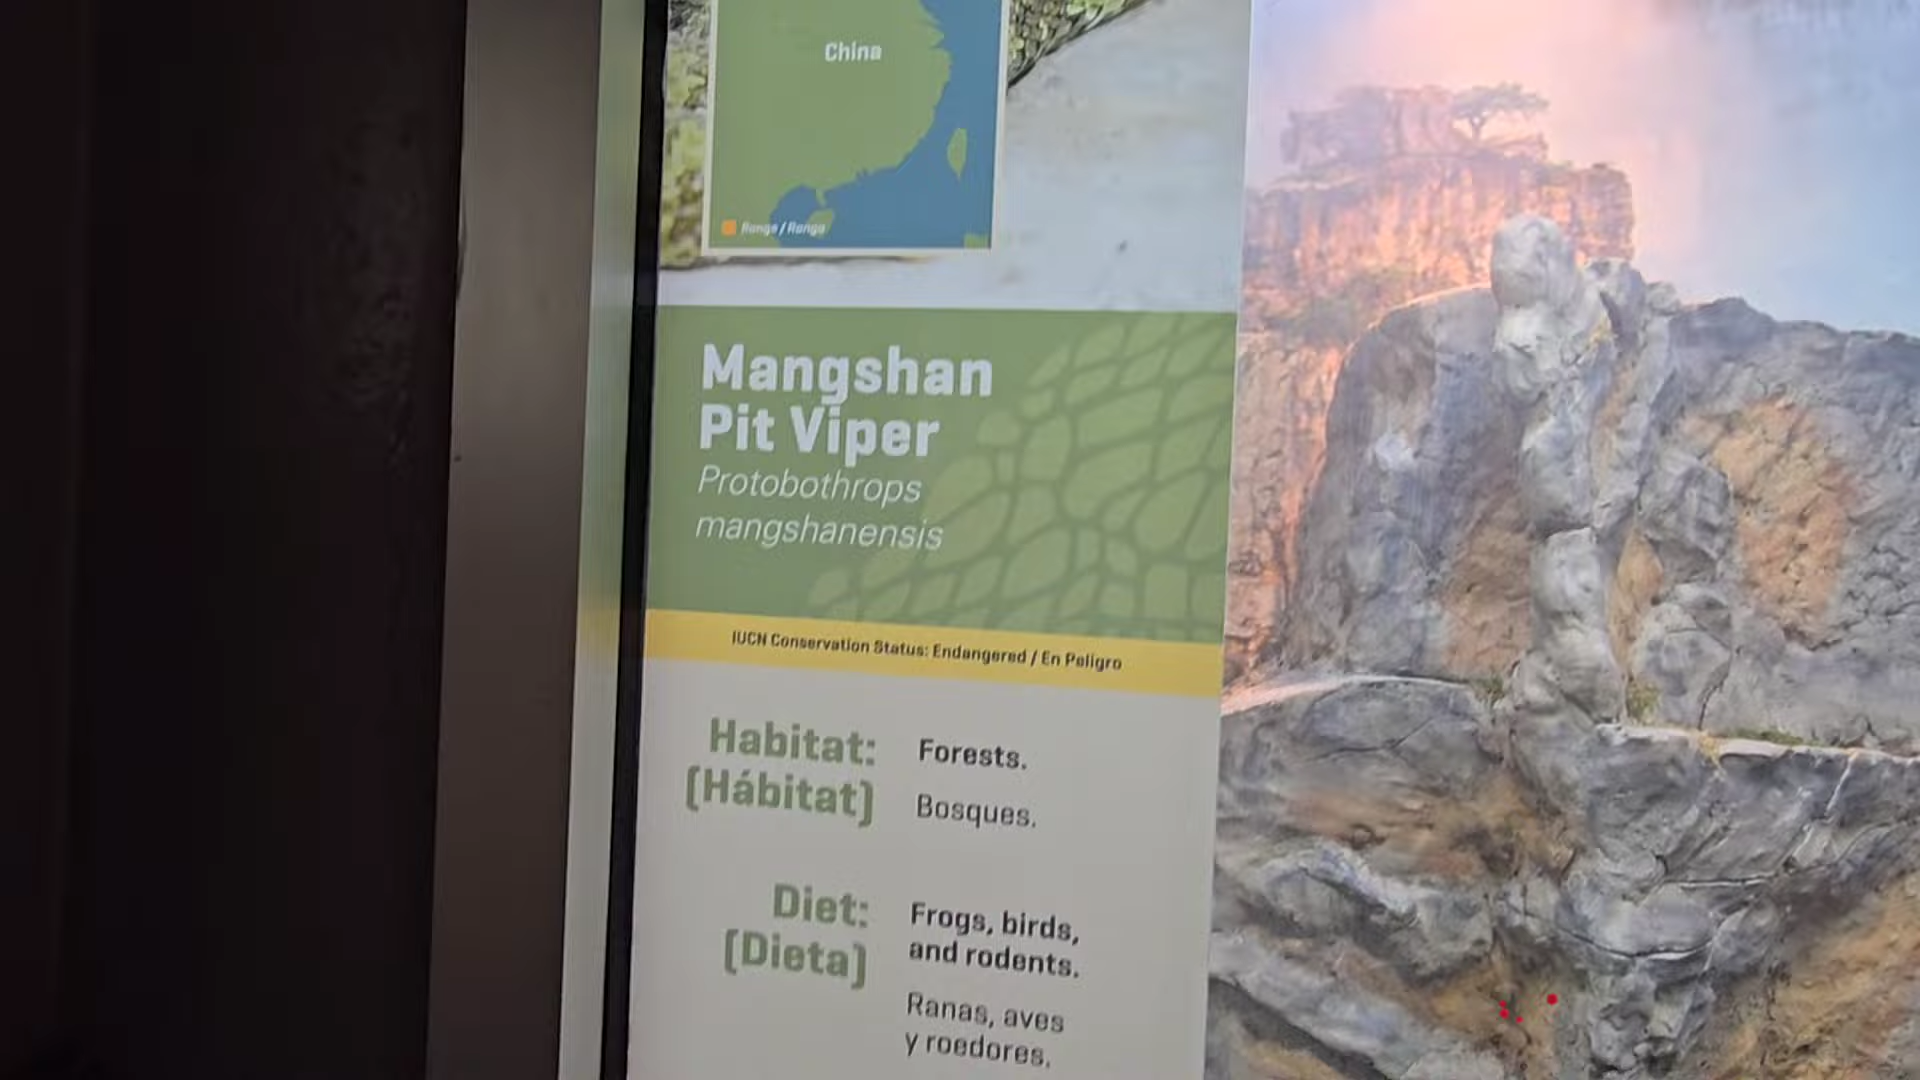 China
Range / Rango
Mangshan
Pit Viper
Protobothrops
mangshanensis
IUCN Conservation Status: Endangered / En Peligro
Habitat:
(Hábitat)
Forests.
Bosques.
Diet:
(Dieta)
Frogs, birds,
and rodents.
Ranas, aves
y roedores.